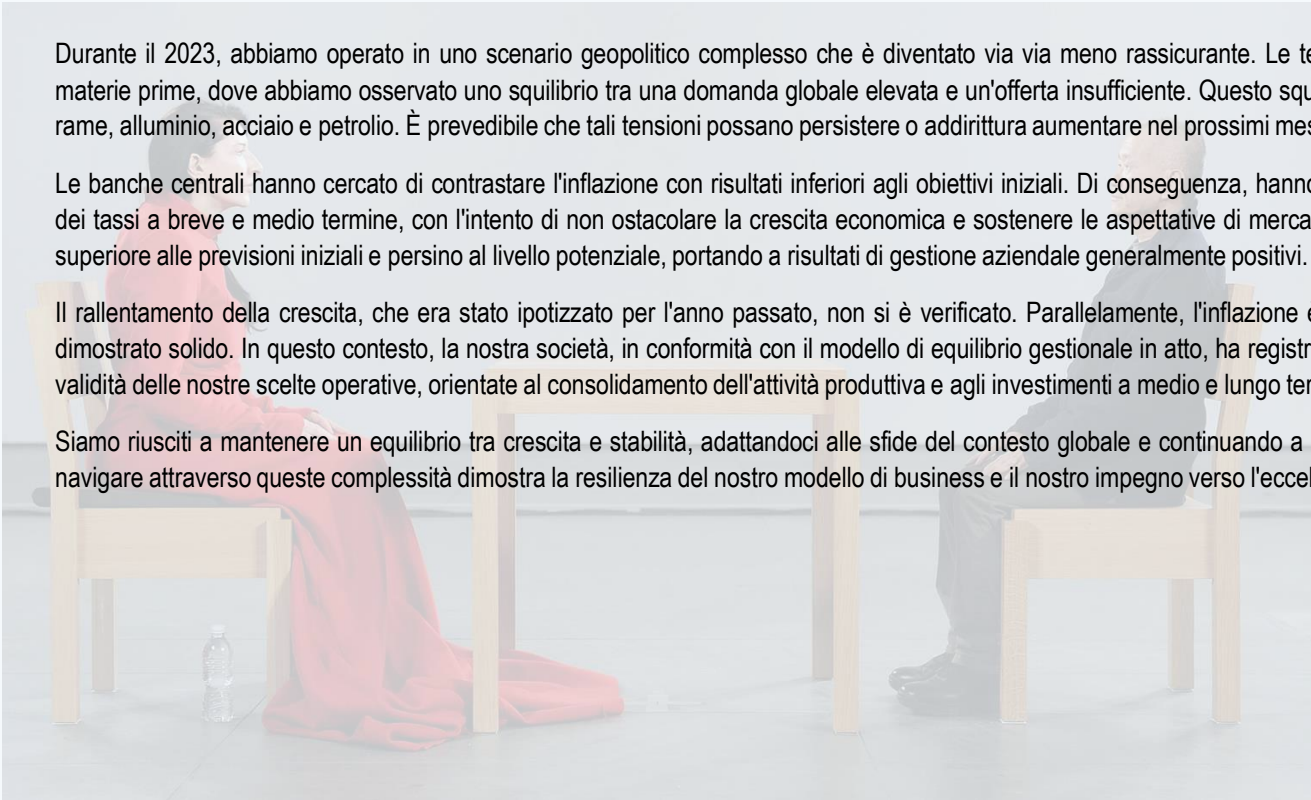 Durante il 2023, abbiamo operato in uno scenario geopolitico complesso che è diventato via via meno rassicurante. Le
materie prime, dove abbiamo osservato uno squilibrio tra una domanda globale elevata e un'offerta insufficiente. Questo
rame, alluminio, acciaio e petrolio. È prevedibile che tali tensioni possano persistere o addirittura aumentare nel prossimi
Le banche centrali hanno cercato di contrastare l'inflazione con risultati inferiori agli obiettivi iniziali. Di conseguenza,
dei tassi a breve e medio termine, con l'intento di non ostacolare la crescita economica e sostenere le aspettative di
superiore alle previsioni iniziali e persino al livello potenziale, portando a risultati di gestione aziendale generalmente positivi.
Il rallentamento della crescita, che era stato ipotizzato per l'anno passato, non si è verificato. Parallelamente, l'inflazione
dimostrato solido. In questo contesto, la nostra società, in conformità con il modello di equilibrio gestionale in atto, ha
validità delle nostre scelte operative, orientate al consolidamento dell'attività produttiva e agli investimenti a medio e lungo
Siamo riusciti a mantenere un equilibrio tra crescita e stabilità, adattandoci alle sfide del contesto globale e continuando a
navigare attraverso queste complessità dimostra la resilienza del nostro modello di business e il nostro impegno verso